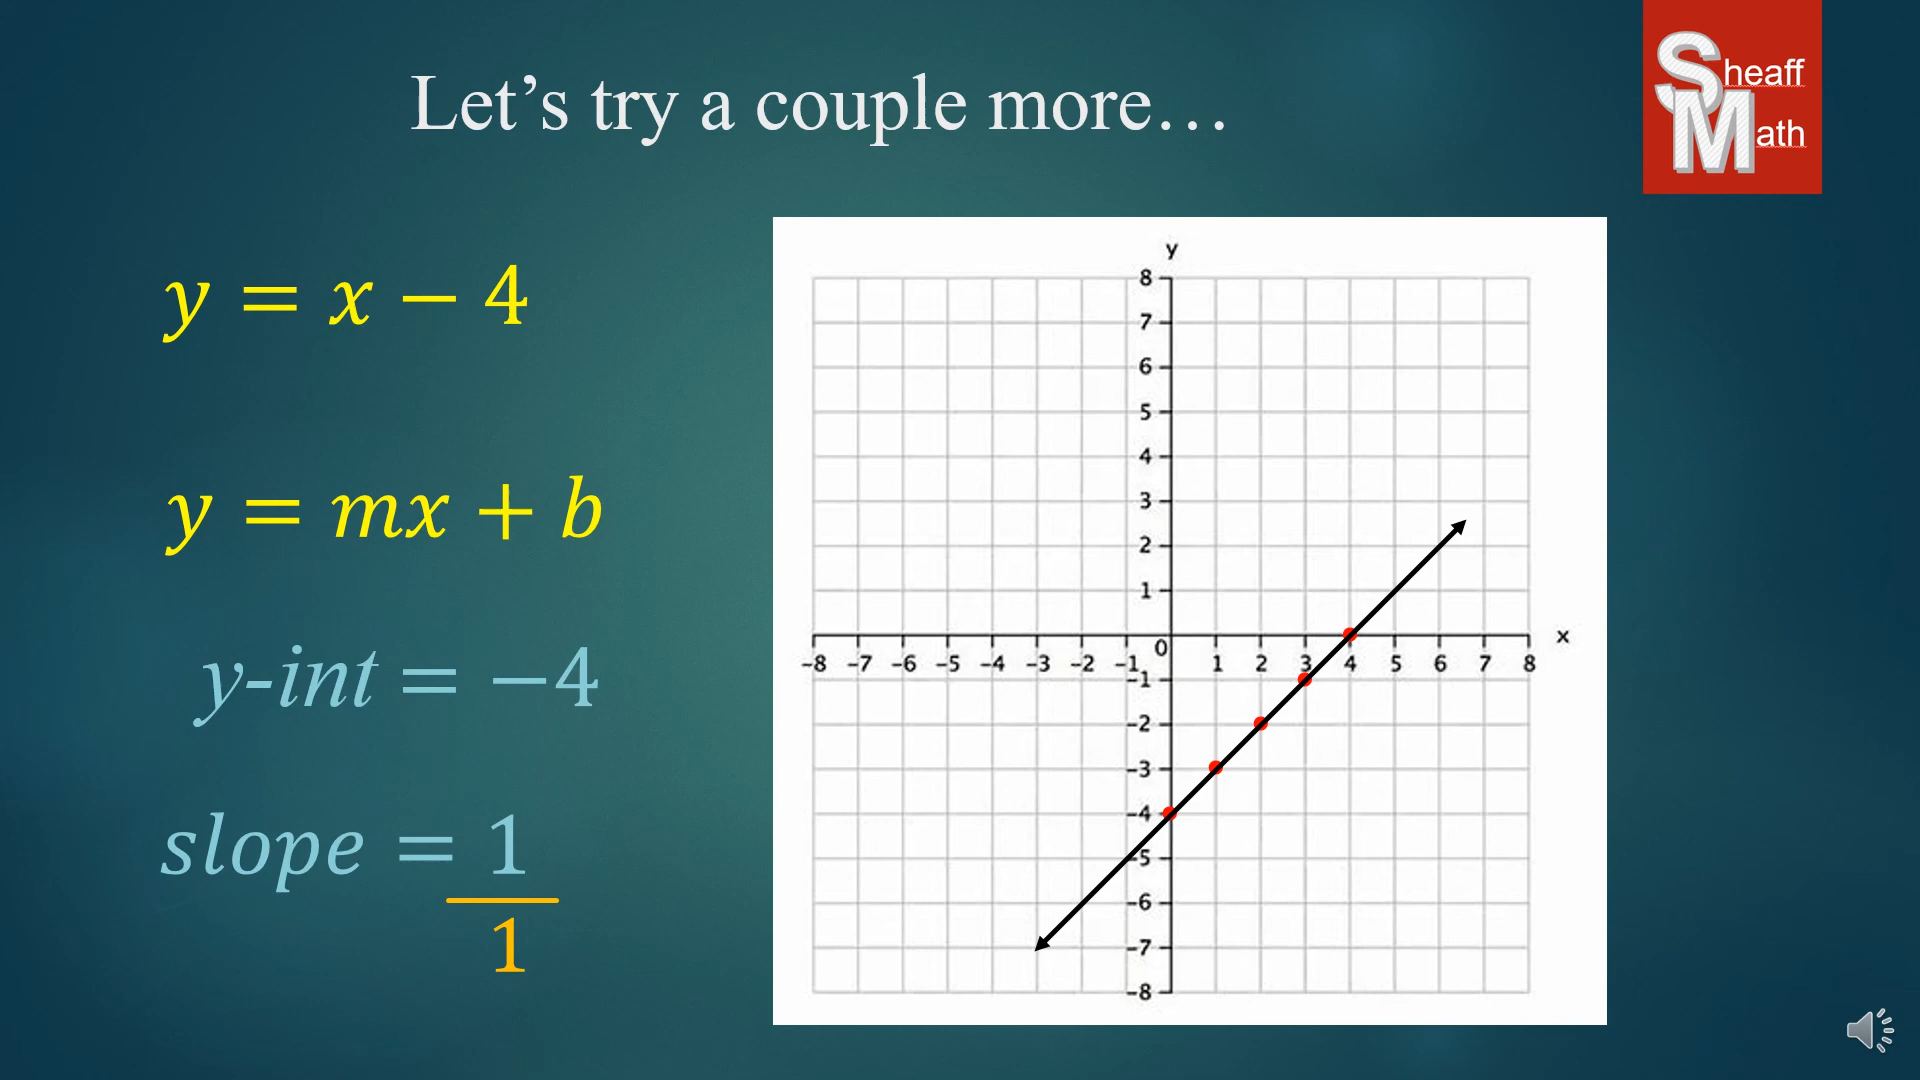 Let’s try a couple more…
Sheaff
Math
y = x − 4
y = mx + b
y-int = −4
slope = 1
1
y
8
7
6
5
4
3
2
1
x
0
-8 -7 -6 -5 -4 -3 -2 -1 1 2 3 4 5 6 7 8
-1
-2
-3
-4
-5
-6
-7
-8